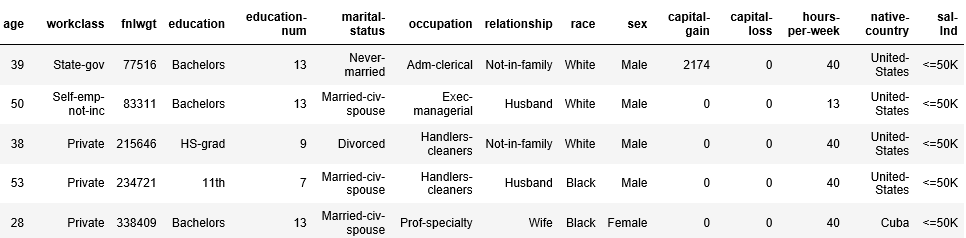 age workclass fnlwgt education education-num marital-status occupation relationship race sex capital-gain capital-loss hours-per-week native-country sal-Ind
39 State-gov 77516 Bachelors 13 Never-married Adm-clerical Not-in-family White Male 2174 0 40 United-States <=50K
50 Self-emp-not-inc 83311 Bachelors 13 Married-civ-spouse Exec-managerial Husband White Male 0 0 13 United-States <=50K
38 Private 215646 HS-grad 9 Divorced Handlers-cleaners Not-in-family White Male 0 0 40 United-States <=50K
53 Private 234721 11th 7 Married-civ-spouse Handlers-cleaners Husband Black Male 0 0 40 United-States <=50K
28 Private 338409 Bachelors 13 Married-civ-spouse Prof-specialty Wife Black Female 0 0 40 Cuba <=50K